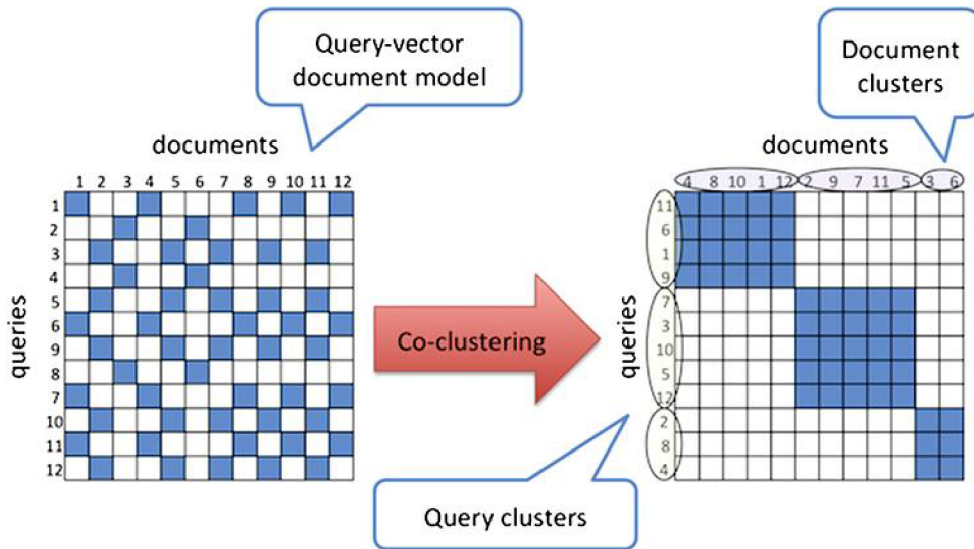 Query-vector
document model
Document
clusters
documents
documents
1 2 3 4 5 6 7 8 9 10 11 12
4 8 10 1 12 2 9 7 11 5 3 6
queries
1
2
3
4
5
6
9
8
7
10
11
12
Co-clustering
queries
11
6
1
9
7
3
10
5
12
2
8
4
Query clusters